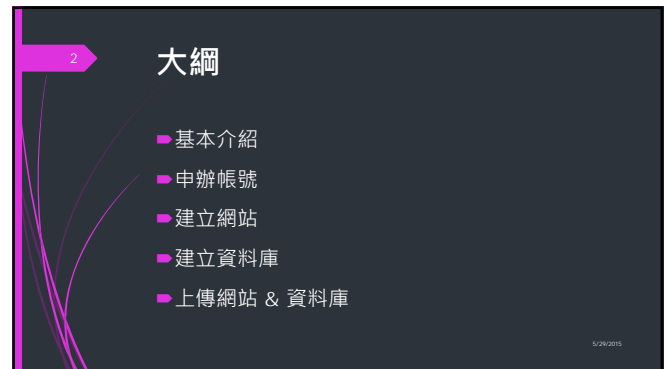 2
大綱
基本介紹
申辦帳號
建立網站
建立資料庫
上傳網站 & 資料庫
5/29/2015